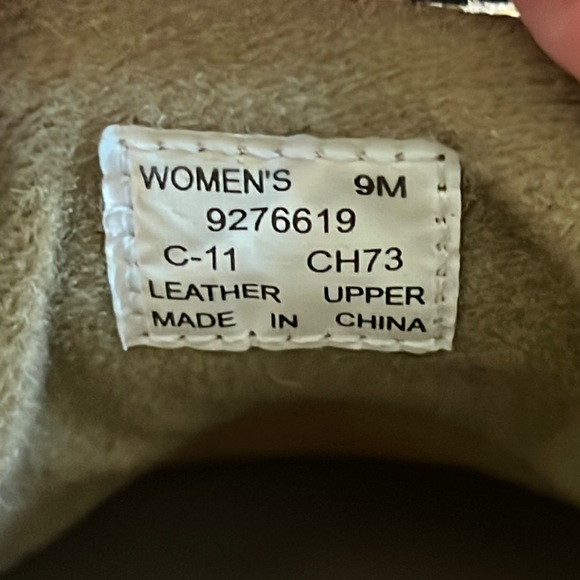 WOMEN'S 9M
9276619
C-11 CH73
LEATHER UPPER
MADE IN CHINA